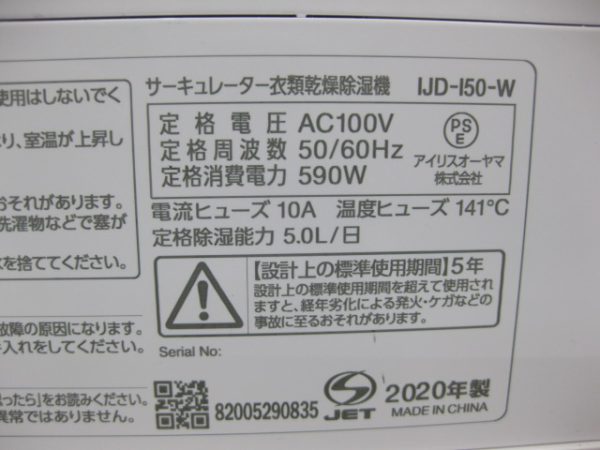 サーキュレーター衣類乾燥除湿機 IJD-I50-W
定格電圧 AC100V
定格周波数 50/60Hz
定格消費電力 590W
PS
E
アイリスオーヤマ
株式会社
電流ヒューズ 10A 温度ヒューズ 141℃
定格除湿能力 5.0L/日
【設計上の標準使用期間】5年
設計上の標準使用期間を超えて使用され
ますと、経年劣化による発火・ケガなどの
事故に至るおそれがあります。
Serial No:
82005290835
S
JET
2020年製
MADE IN CHINA
使用はしないでく
り、室温が上昇し
おそれがあります。
洗濯物などで塞が
水を捨ててください。
故障の原因になります。
手入れをしてください。
思ったら」をお読みください。
異常ではありません。